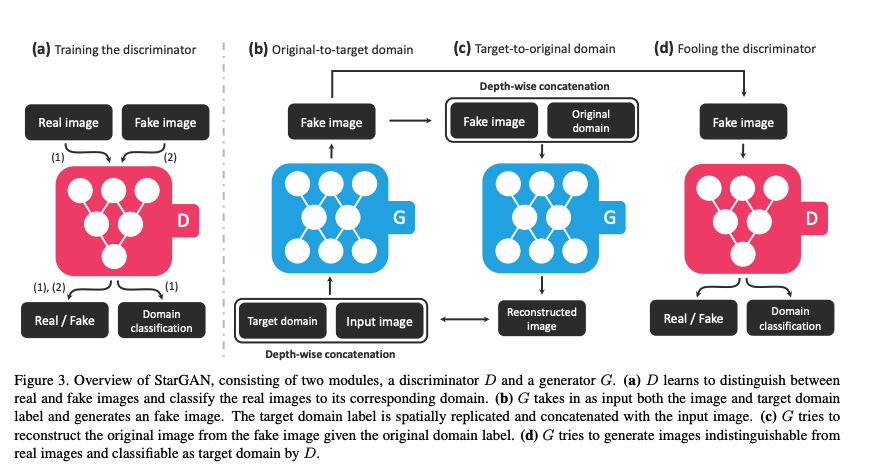 (a) Training the discriminator
(b) Original-to-target domain
(c) Target-to-original domain
(d) Fooling the discriminator
Real image
Fake image
(1)
(2)
D
(1), (2)
(1)
Real / Fake
Domain
classification
Fake image
G
Target domain
Input image
Depth-wise concatenation
Depth-wise concatenation
Fake image
Original
domain
G
Reconstructed
image
Fake image
D
Real / Fake
Domain
classification
Figure 3. Overview of StarGAN, consisting of two modules, a discriminator D and a generator G. (a) D learns to distinguish between
real and fake images and classify the real images to its corresponding domain. (b) G takes in as input both the image and target domain
label and generates an fake image. The target domain label is spatially replicated and concatenated with the input image. (c) G tries to
reconstruct the original image from the fake image given the original domain label. (d) G tries to generate images indistinguishable from
real images and classifiable as target domain by D.